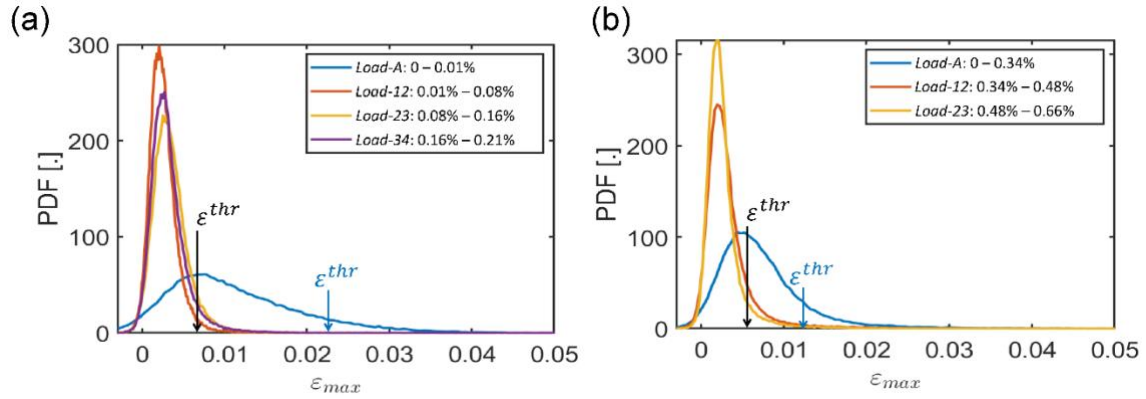 (a)
300
200
100
0
PDF [.]
Load-A: 0 – 0.01%
Load-12: 0.01% – 0.08%
Load-23: 0.08% – 0.16%
Load-34: 0.16% – 0.21%
ε^thr
ε^thr
0 0.01 0.02 0.03 0.04 0.05
ε_max
(b)
300
200
100
0
PDF [.]
Load-A: 0 – 0.34%
Load-12: 0.34% – 0.48%
Load-23: 0.48% – 0.66%
ε^thr
ε^thr
0 0.01 0.02 0.03 0.04 0.05
ε_max